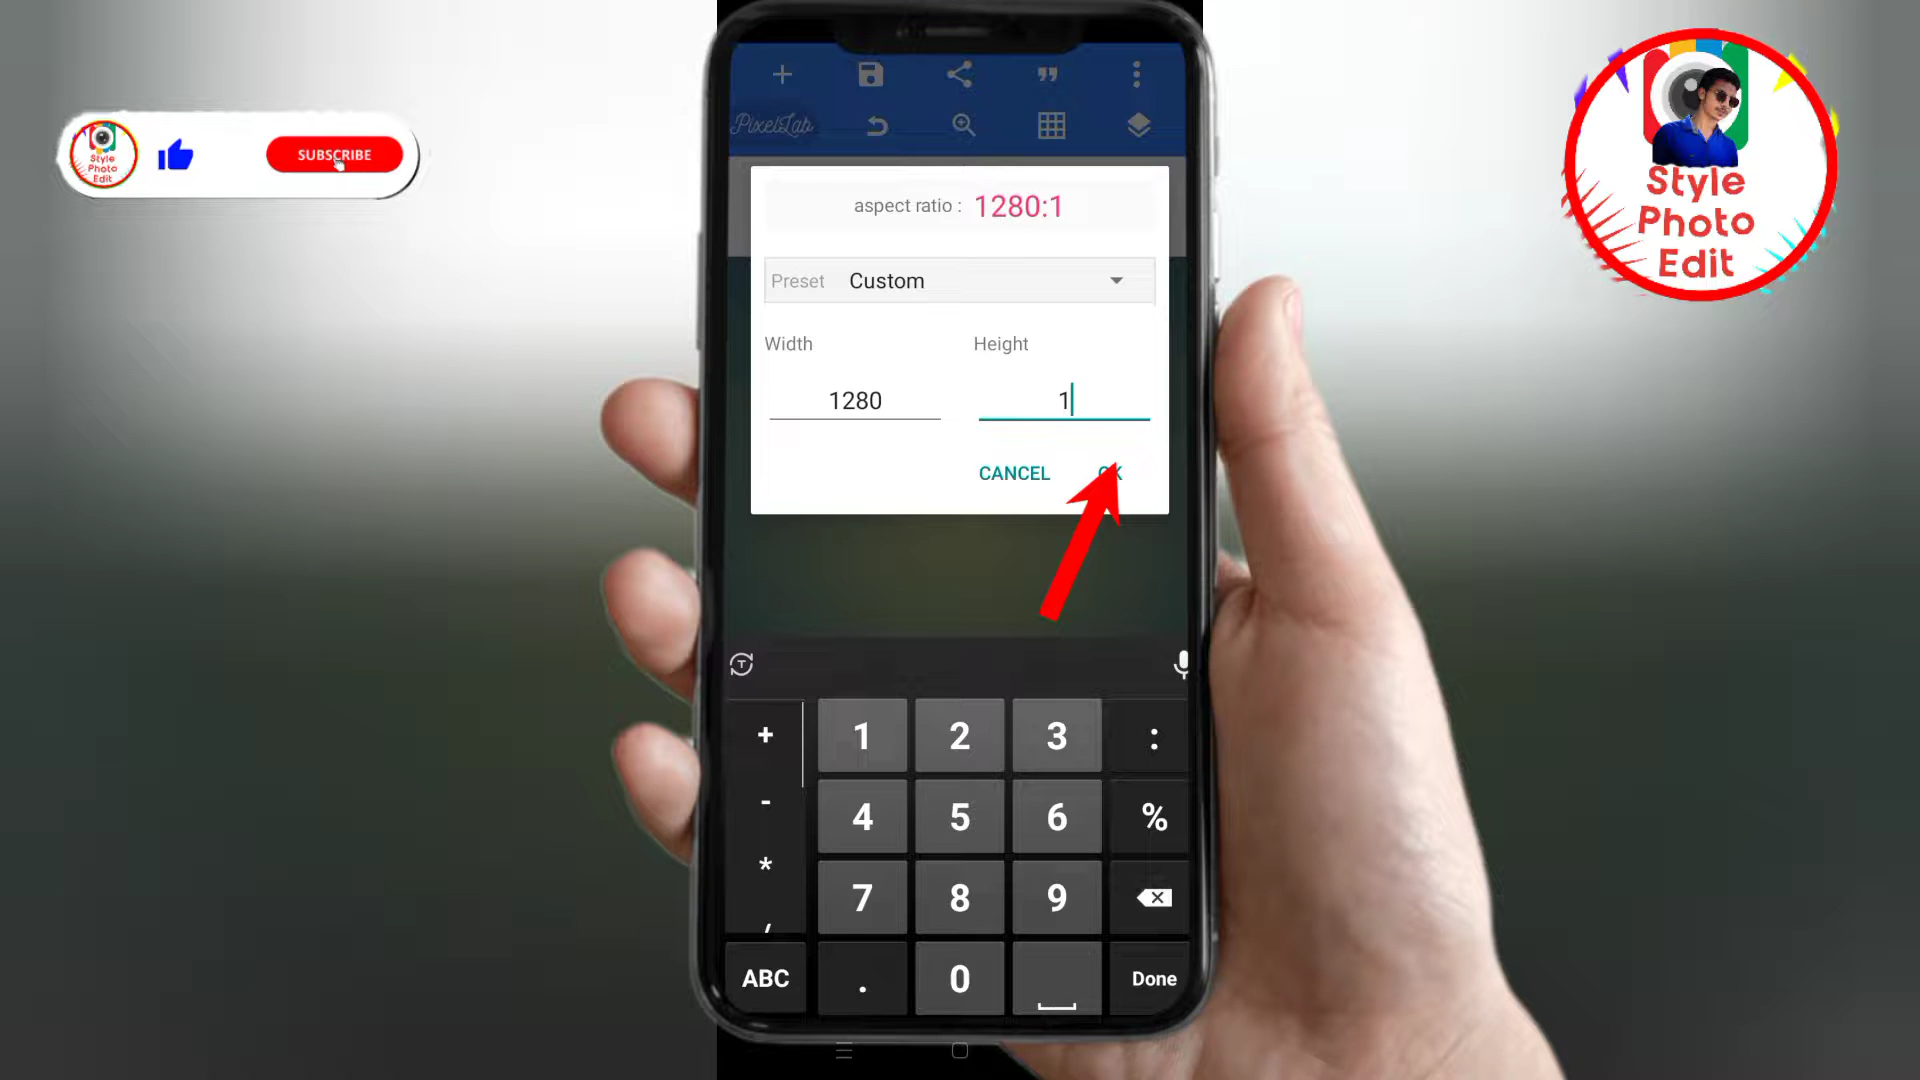 PixelLab
aspect ratio : 1280:1
Preset Custom
Width Height
1280 1
CANCEL OK
+ 1 2 3 :
- 4 5 6 %
* 7 8 9
,
ABC . 0 Done
Style
Photo
Edit
SUBSCRIBE
Style
Photo
Edit